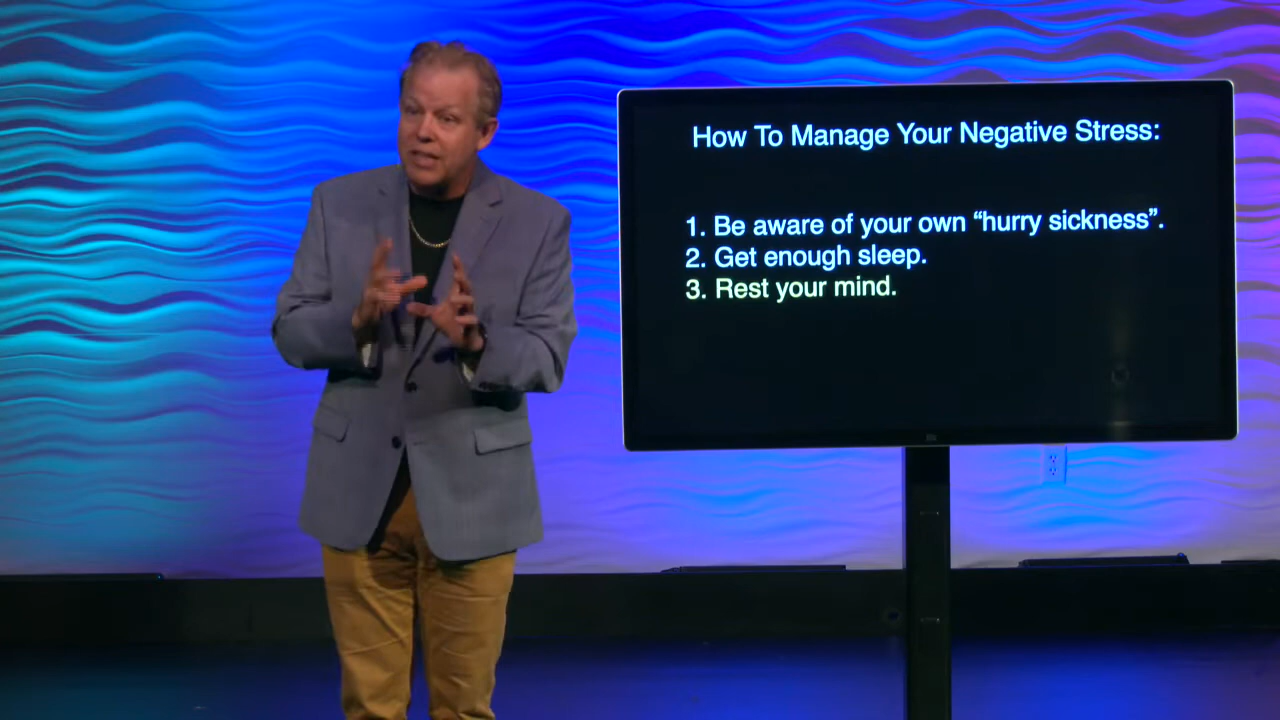 How To Manage Your Negative Stress:
1. Be aware of your own “hurry sickness”.
2. Get enough sleep.
3. Rest your mind.